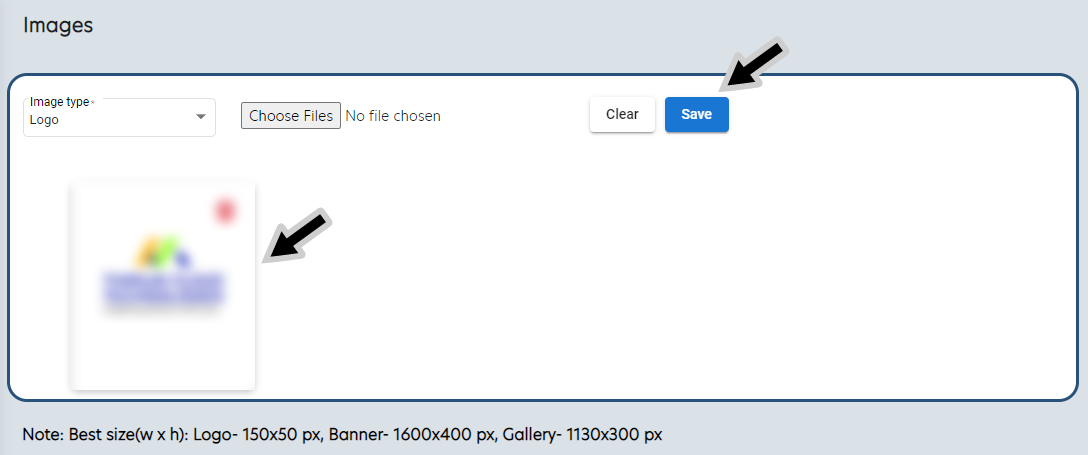 Images
Image type *
Logo
Choose Files No file chosen
Clear
Save
Note: Best size(w x h): Logo- 150x50 px, Banner- 1600x400 px, Gallery- 1130x300 px